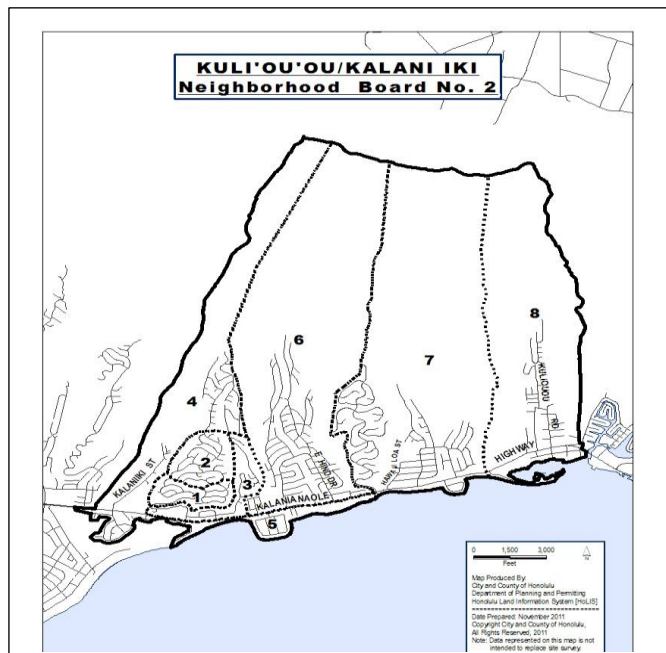 KULI'OU'OU/KALANI IKI
Neighborhood Board No. 2
8
6
7
4
2
1
3
5
KALANIIKI ST
E HIND DR
KULIOUOU RD
HIGHWAY
KALANIANAOLE
0 1,500 3,000
Feet
N
Map Produced By:
City and County of Honolulu
Department of Planning and Permitting
Honolulu Land Information System [HoLIS]
Date Prepared: November 2011
Copyright City and County of Honolulu,
All Rights Reserved, 2011
Note: Data represented on this map is not
intended to replace site survey.